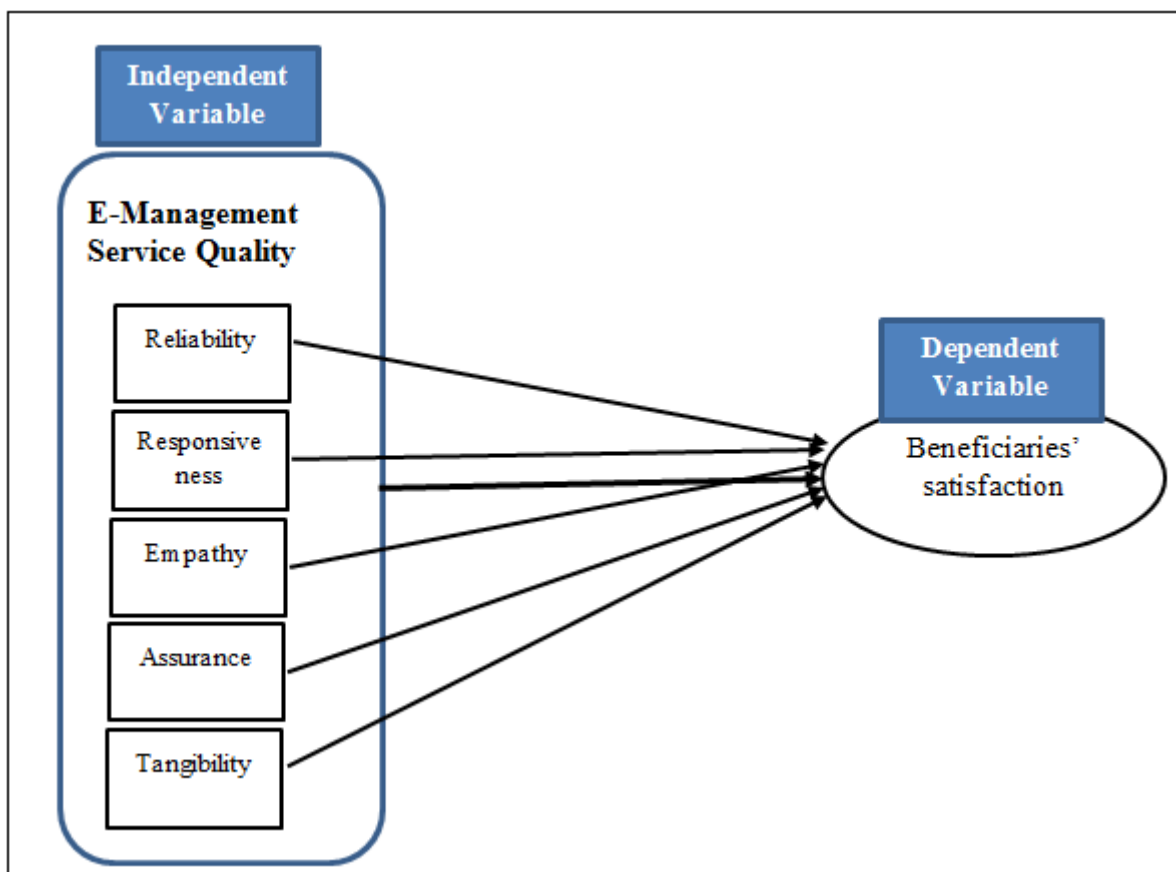 Independent
Variable
E-Management
Service Quality
Reliability
Responsive
ness
Empathy
Assurance
Tangibility
Dependent
Variable
Beneficiaries’
satisfaction